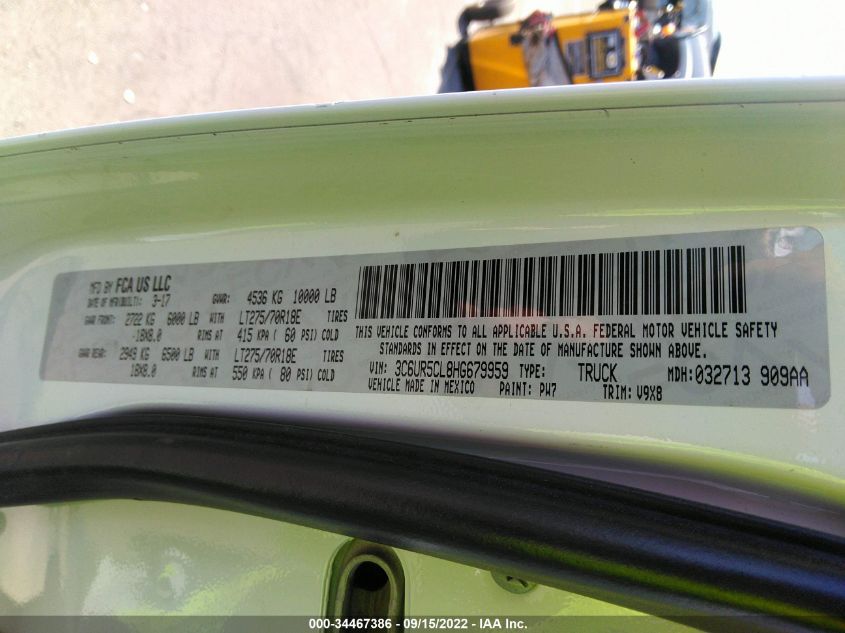 MFD BY FCA US LLC
DATE OF MFR(BUILT): 3-17 GVWR: 4536 KG 10000 LB
GAWR FRONT: 2722 KG 6000 LB WITH LT275/70R18E TIRES
-18X8.0 RIMS AT 415 KPA ( 60 PSI) COLD
GAWR REAR: 2949 KG 6500 LB WITH LT275/70R18E TIRES
18X8.0 RIMS AT 550 KPA ( 80 PSI) COLD
THIS VEHICLE CONFORMS TO ALL APPLICABLE U.S.A. FEDERAL MOTOR VEHICLE SAFETY
STANDARDS IN EFFECT ON THE DATE OF MANUFACTURE SHOWN ABOVE.
VIN: 3C6UR5CL8HG679959 TYPE: TRUCK MDH: 032713 909AA
VEHICLE MADE IN MEXICO PAINT: PW7 TRIM: V9X8
000-34467386 - 09/15/2022 - IAA Inc.